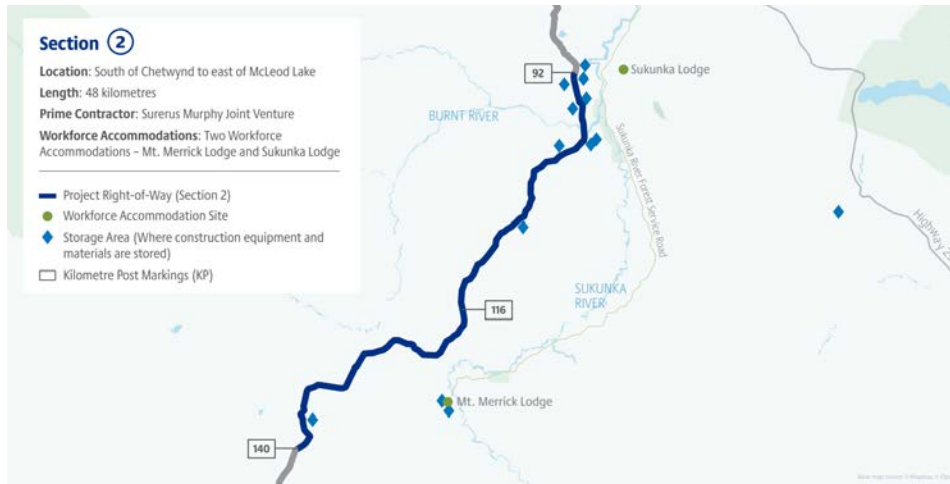 Section 2
Location: South of Chetwynd to east of McLeod Lake
Length: 48 kilometres
Prime Contractor: Surerus Murphy Joint Venture
Workforce Accommodations: Two Workforce
Accommodations – Mt. Merrick Lodge and Sukunka Lodge
Project Right-of-Way (Section 2)
Workforce Accommodation Site
Storage Area (Where construction equipment and
materials are stored)
Kilometre Post Markings (KP)
92
Sukunka Lodge
BURNT RIVER
Sukunka River Forest Service Road
Highway
SUKUNKA
RIVER
116
Mt. Merrick Lodge
140